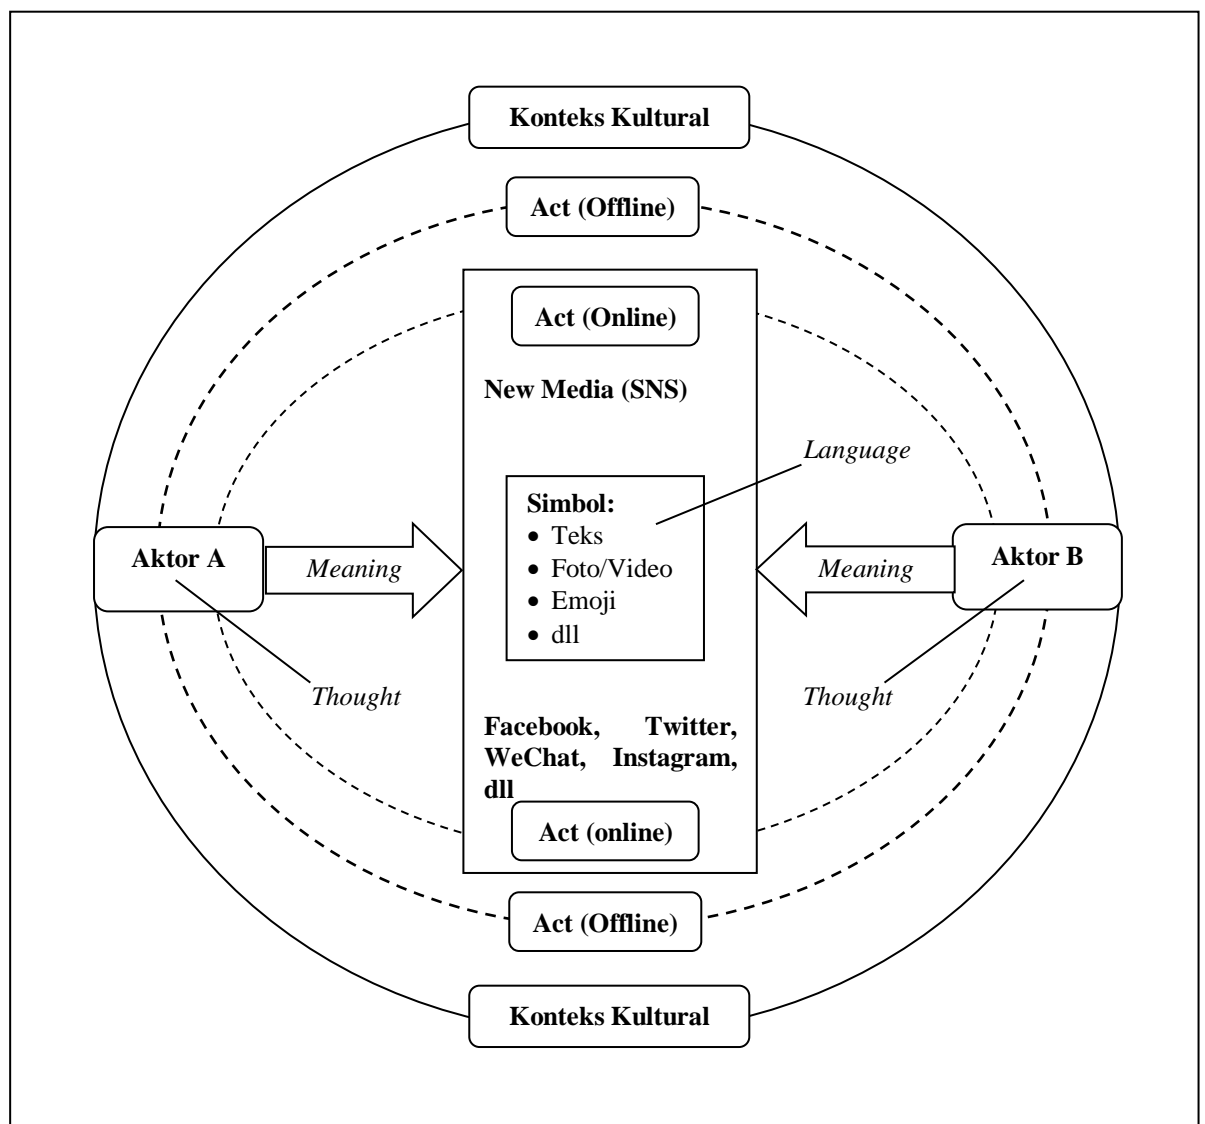 Konteks Kultural
Act (Offline)
Act (Online)
New Media (SNS)
Language
Simbol:
• Teks
• Foto/Video
• Emoji
• dll
Aktor A
Meaning
Meaning
Aktor B
Thought
Thought
Facebook, Twitter,
WeChat, Instagram,
dll
Act (online)
Act (Offline)
Konteks Kultural